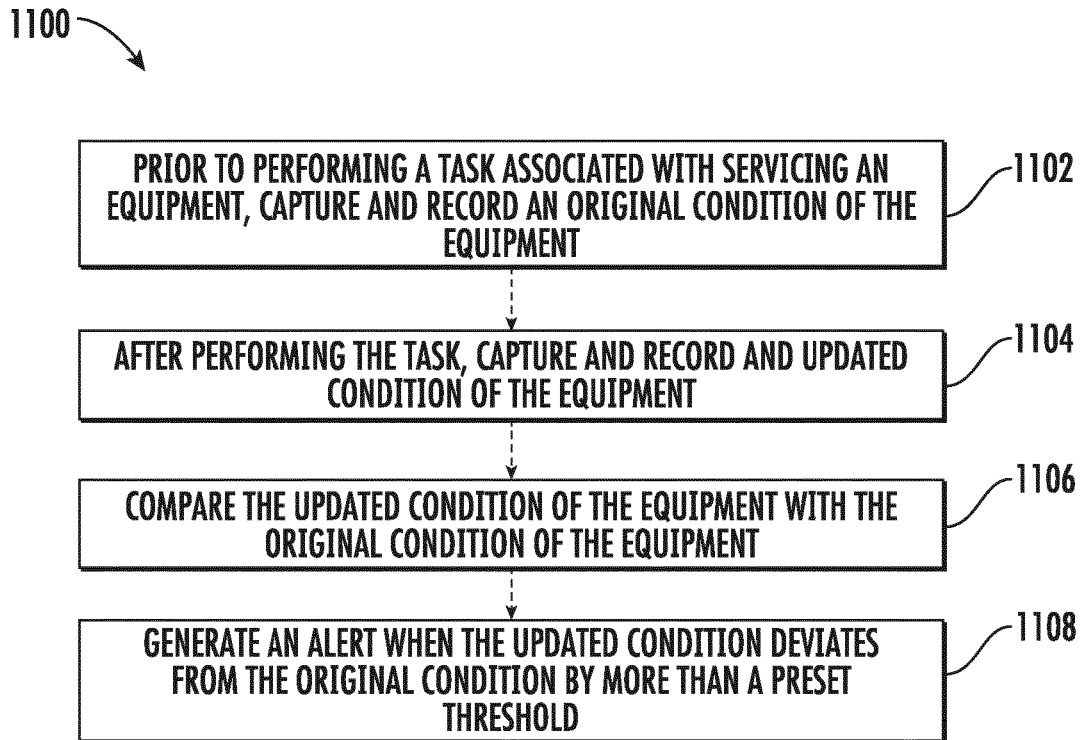 1100
PRIOR TO PERFORMING A TASK ASSOCIATED WITH SERVICING AN
EQUIPMENT, CAPTURE AND RECORD AN ORIGINAL CONDITION OF THE
EQUIPMENT
1102
AFTER PERFORMING THE TASK, CAPTURE AND RECORD AND UPDATED
CONDITION OF THE EQUIPMENT
1104
COMPARE THE UPDATED CONDITION OF THE EQUIPMENT WITH THE
ORIGINAL CONDITION OF THE EQUIPMENT
1106
GENERATE AN ALERT WHEN THE UPDATED CONDITION DEVIATES
FROM THE ORIGINAL CONDITION BY MORE THAN A PRESET
THRESHOLD
1108